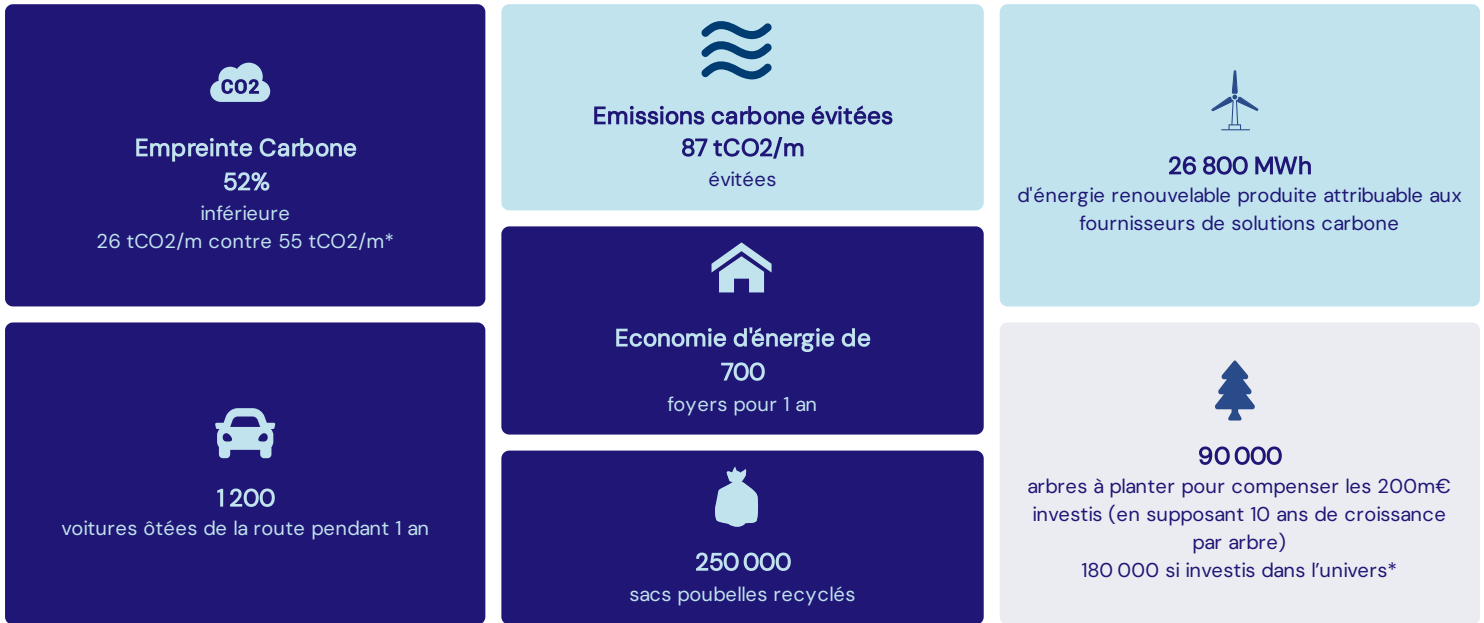 CO2
Empreinte Carbone
52%
inférieure
26 tCO2/m contre 55 tCO2/m*
1 200
voitures ôtées de la route pendant 1 an
Emissions carbone évitées
87 tCO2/m
évitées
Economie d'énergie de
700
foyers pour 1 an
250 000
sacs poubelles recyclés
26 800 MWh
d'énergie renouvelable produite attribuable aux
fournisseurs de solutions carbone
90 000
arbres à planter pour compenser les 200m€
investis (en supposant 10 ans de croissance
par arbre)
180 000 si investis dans l’univers*